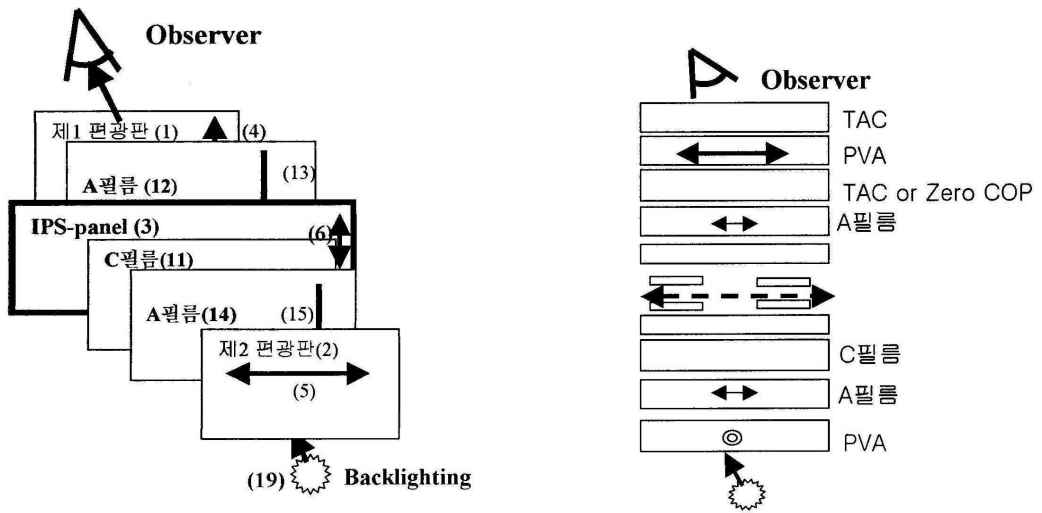 Observer
제1 편광판 (1)
(4)
A필름 (12)
(13)
IPS-panel (3)
(6)
C필름(11)
A필름(14)
(15)
제2 편광판(2)
(5)
(19)
Backlighting
Observer
TAC
PVA
TAC or Zero COP
A필름
C필름
A필름
PVA